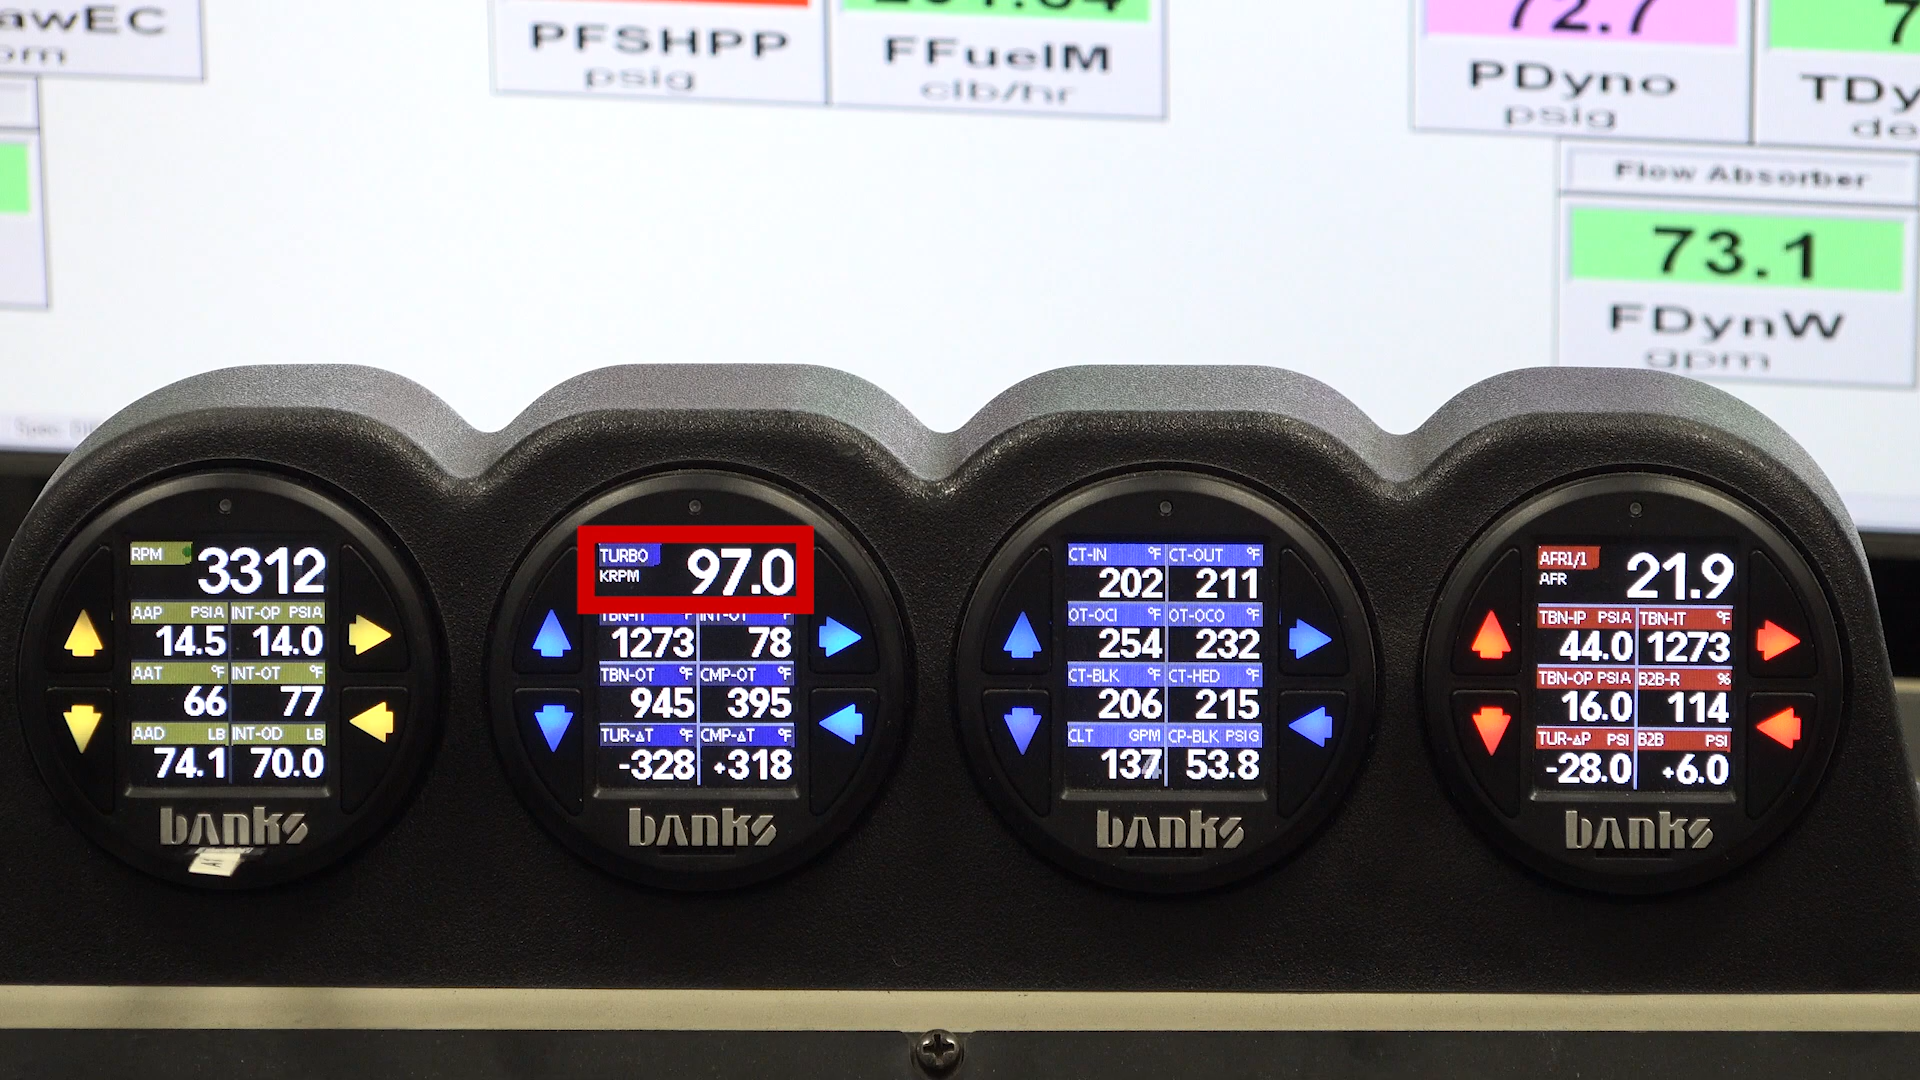 PFSHPP
psig
FFuelM
clb/hr
72.7
PDyno
psig
Flow Absorber
73.1
FDynW
gpm
RPM 3312
AAP PSIA INT-OP PSIA
14.5 14.0
AAT °F INT-OT °F
66 77
AAD LB INT-OD LB
74.1 70.0
banks
TURBO
KRPM
97.0
TBN-IT °F INT-OT °F
1273 78
TBN-OT °F CMP-OT °F
945 395
TUR-ΔT °F CMP-ΔT °F
-328 +318
banks
CT-IN °F CT-OUT °F
202 211
OT-OCI °F OT-OCO °F
254 232
CT-BLK °F CT-HED °F
206 215
CLT GPM CP-BLK PSIG
137 53.8
banks
AFR1/1
AFR
21.9
TBN-IP PSIA TBN-IT °F
44.0 1273
TBN-OP PSIA B2B-R %
16.0 114
TUR-ΔP PSI B2B PSI
-28.0 +6.0
banks